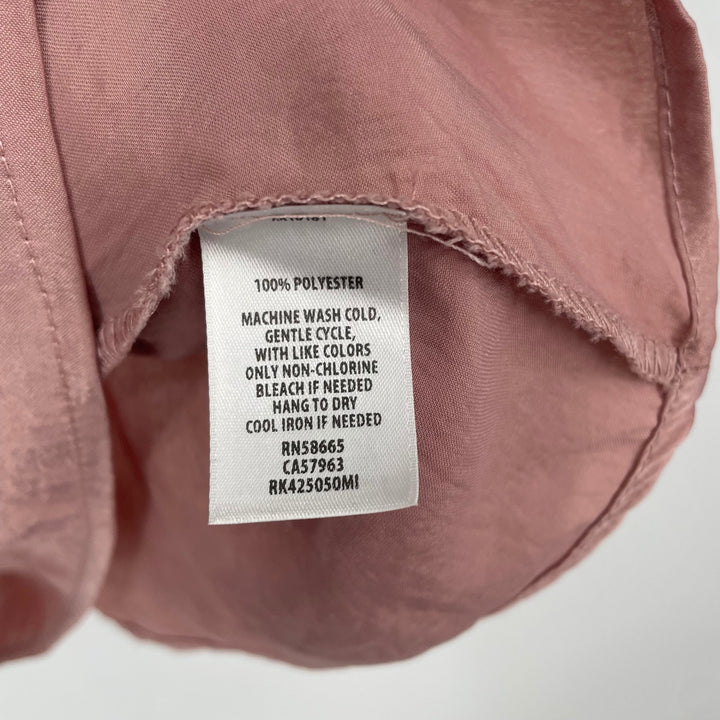 100% POLYESTER
MACHINE WASH COLD,
GENTLE CYCLE,
WITH LIKE COLORS
ONLY NON-CHLORINE
BLEACH IF NEEDED
HANG TO DRY
COOL IRON IF NEEDED
RN58665
CA57963
RK425050MI